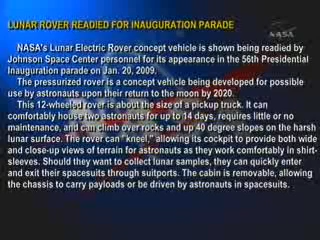 LUNAR ROVER READIED FOR INAUGURATION PARADE
NASA
NASA's Lunar Electric Rover concept vehicle is shown being readied by
Johnson Space Center personnel for its appearance in the 56th Presidential
Inauguration parade on Jan. 20, 2009,
The pressurized rover is a concept vehicle being developed for possible
use by astronauts upon their return to the moon by 2020.
This 12-wheeled rover is about the size of a pickup truck. It can
comfortably house two astronauts for up to 14 days, requires little or no
maintenance, and can climb over rocks and up 40 degree slopes on the harsh
lunar surface. The rover can "kneel," allowing its cockpit to provide both wide
and close-up views of terrain for astronauts as they work comfortably in shirt-
sleeves. Should they want to collect lunar samples, they can quickly enter
and exit their spacesuits through suitports. The cabin is removable, allowing
the chassis to carry payloads or be driven by astronauts in spacesuits.